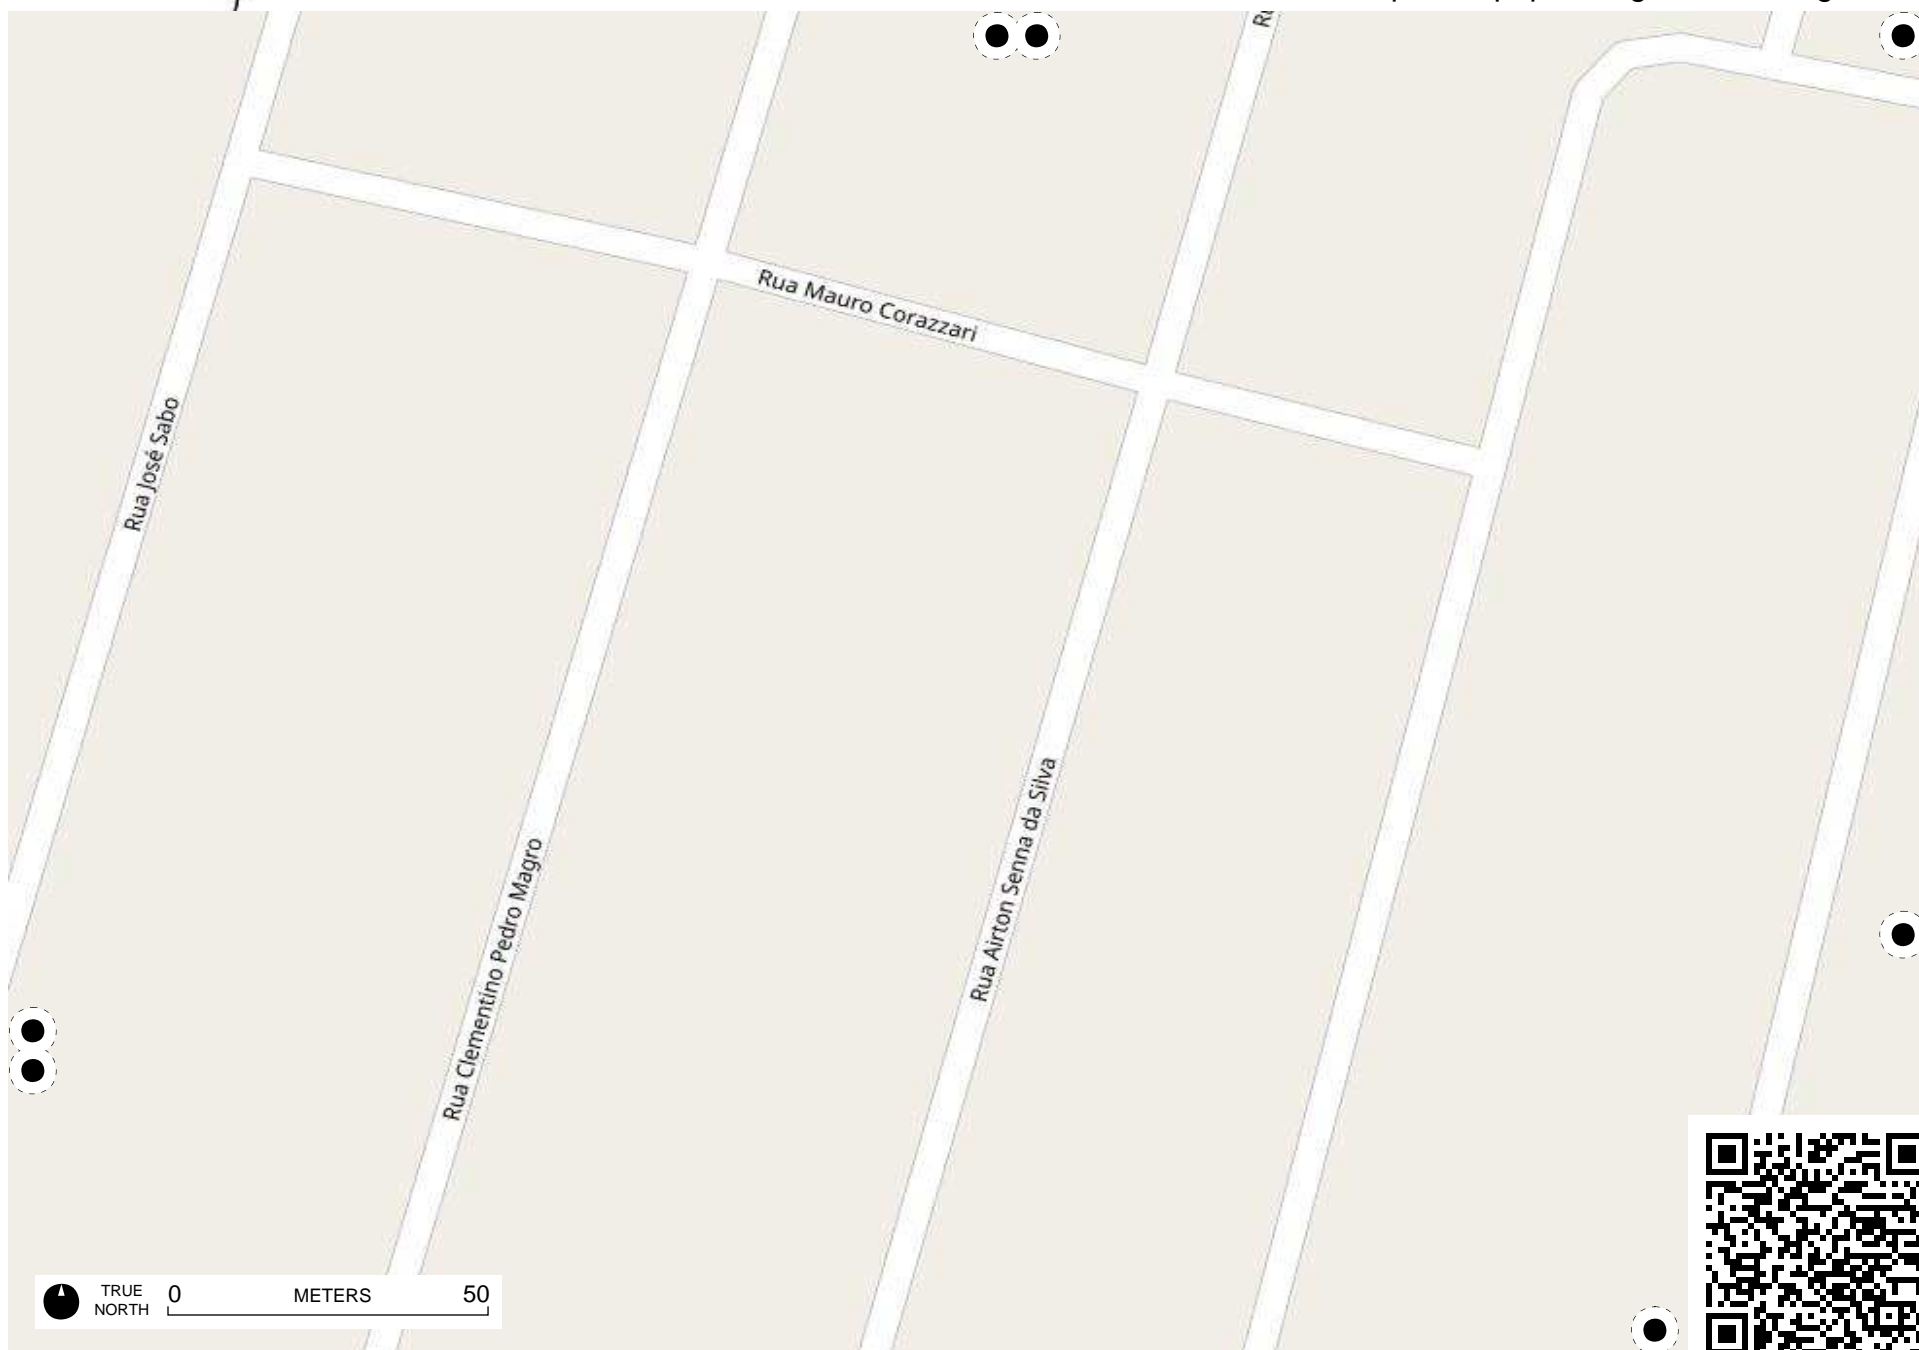 Rua Mauro Corazzari
Rua José Sabo
Rua Airton Senna da Silva
Rua Clementino Pedro Magro
TRUE NORTH
0 METERS 50